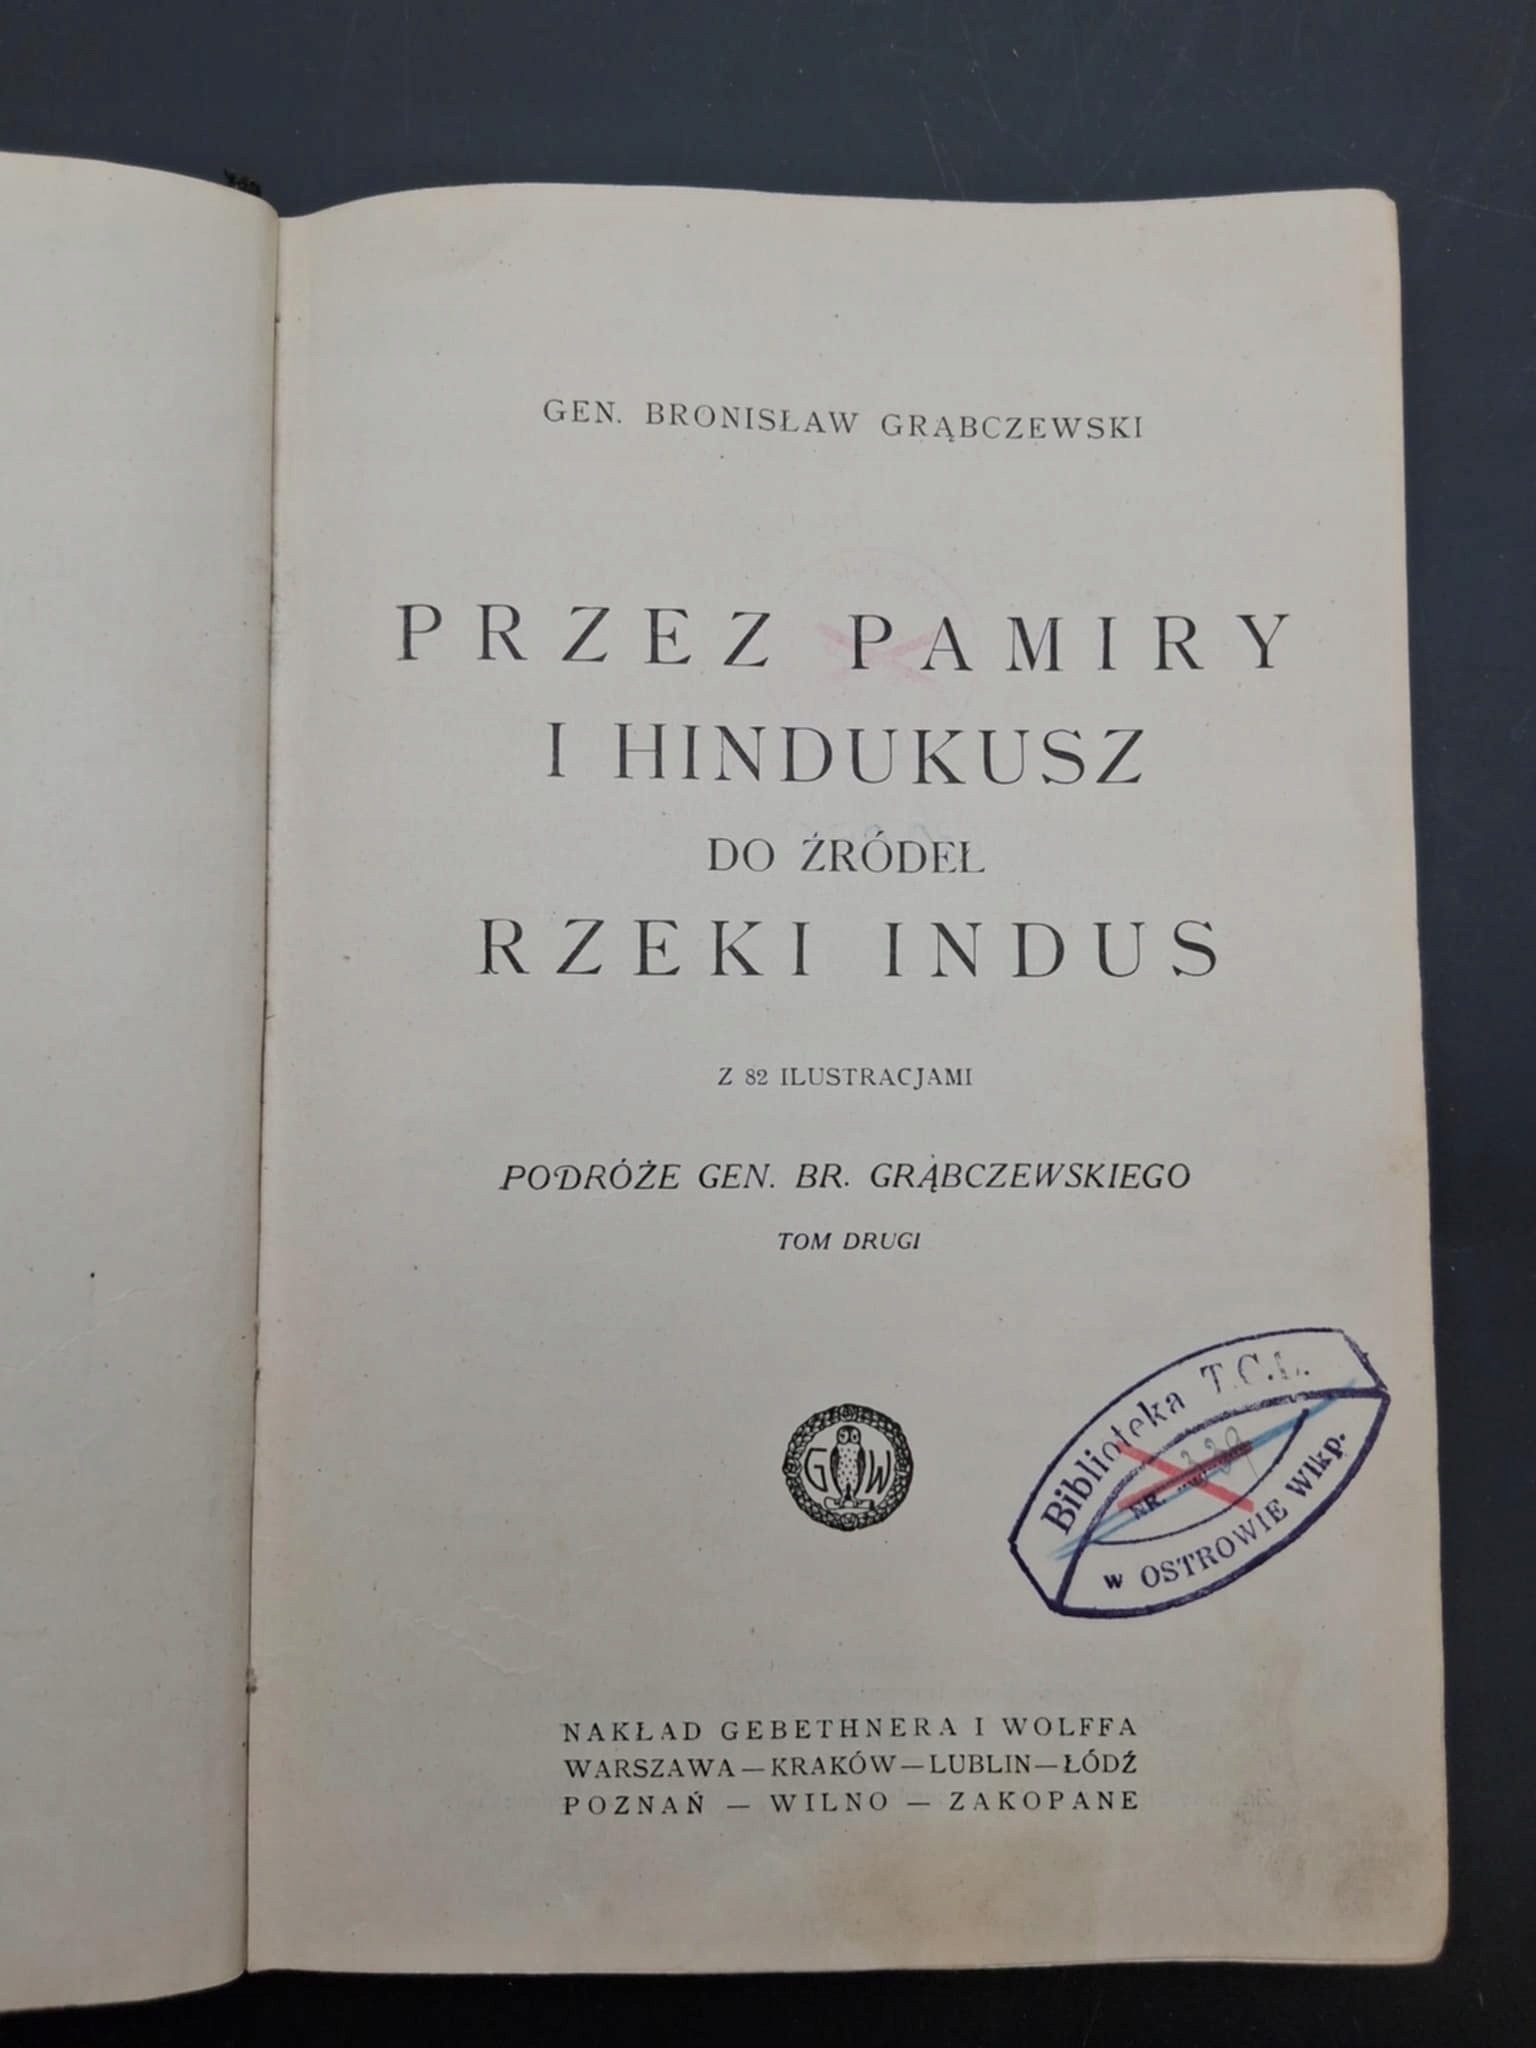 GEN. BRONISŁAW GRĄBCZEWSKI
PRZEZ PAMIRY
I HINDUKUSZ
DO ŹRÓDEŁ
RZEKI INDUS
Z 82 ILUSTRACJAMI
PODRÓŻE GEN. BR. GRĄBCZEWSKIEGO
TOM DRUGI
G W
Biblioteka T.C.L.
NR.
w OSTROWIE Wlkp.
NAKŁAD GEBETHNERA I WOLFFA
WARSZAWA—KRAKÓW—LUBLIN—ŁÓDŹ
POZNAŃ — WILNO — ZAKOPANE